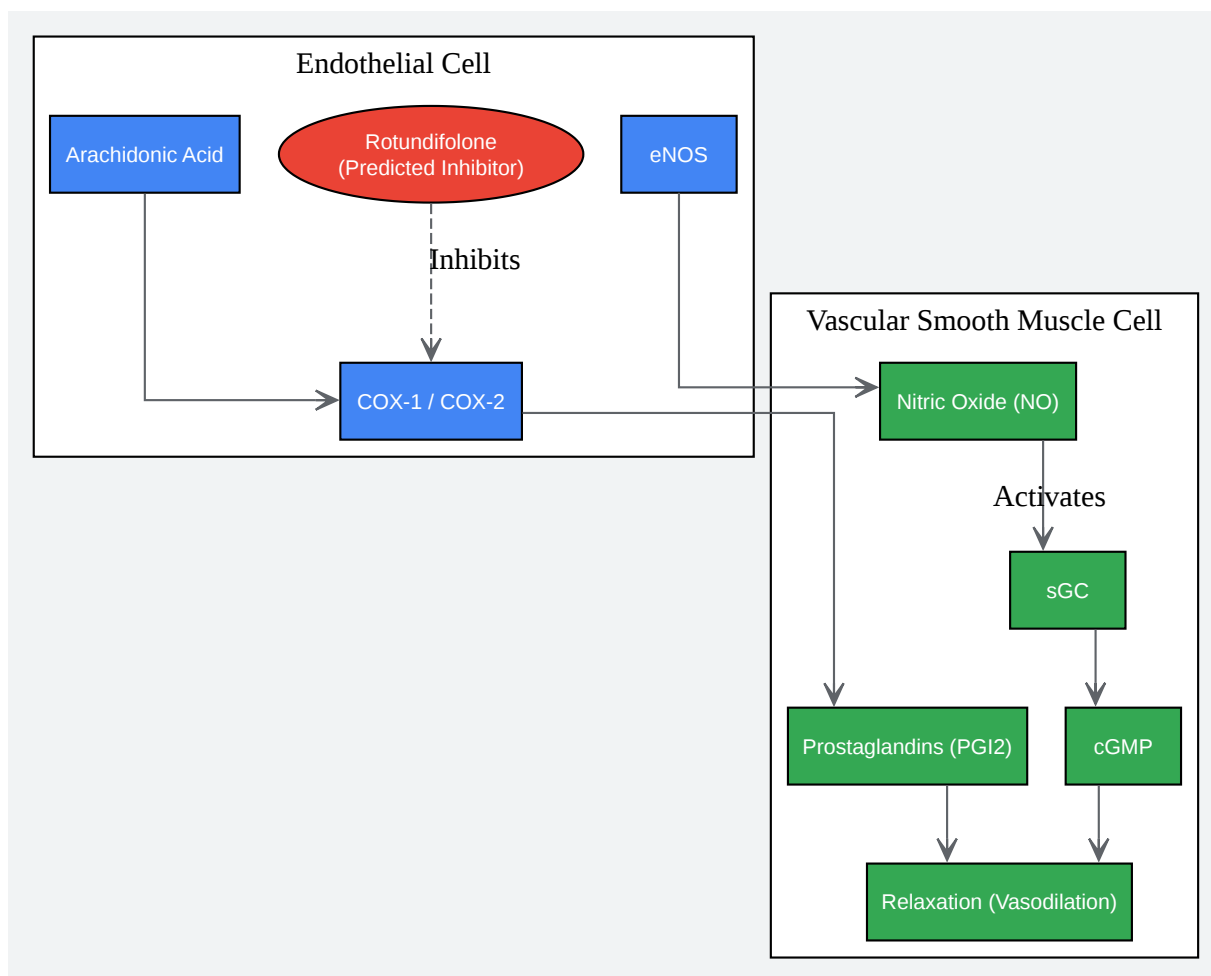 Endothelial Cell
Arachidonic Acid
Rotundifolone
(Predicted Inhibitor)
eNOS
Inhibits
COX-1 / COX-2
Vascular Smooth Muscle Cell
Nitric Oxide (NO)
Activates
sGC
Prostaglandins (PGI2)
cGMP
Relaxation (Vasodilation)